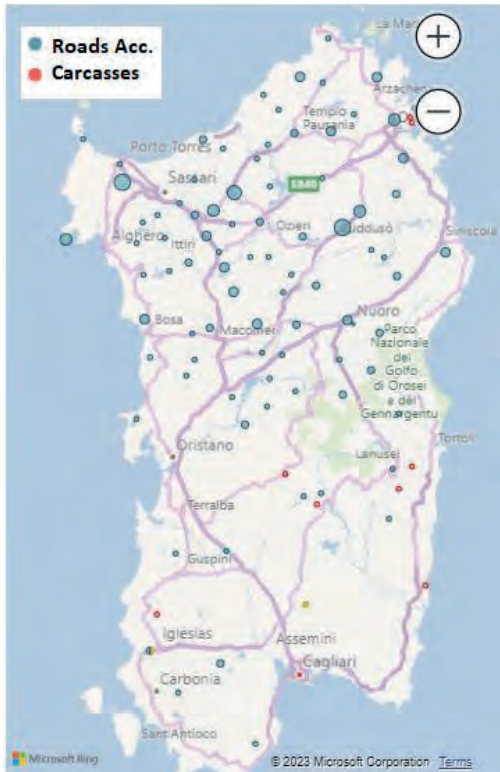 La Mad
Roads Acc.
Carcasses
+
Arzachena
−
Tempio
Pausania
Porto Torres
Sassari
E840
Alghero
Ittiri
Ozieri
Buddusò
Siniscola
Bosa
Macomer
Nuoro
Parco
Nazionale
del
Golfo
di Orosei
e del
Gennargentu
Oristano
Lanusei
Tortolì
Terralba
Guspini
Iglesias
Assemini
Cagliari
Carbonia
Sant'Antioco
Microsoft Bing
© 2023 Microsoft Corporation Terms